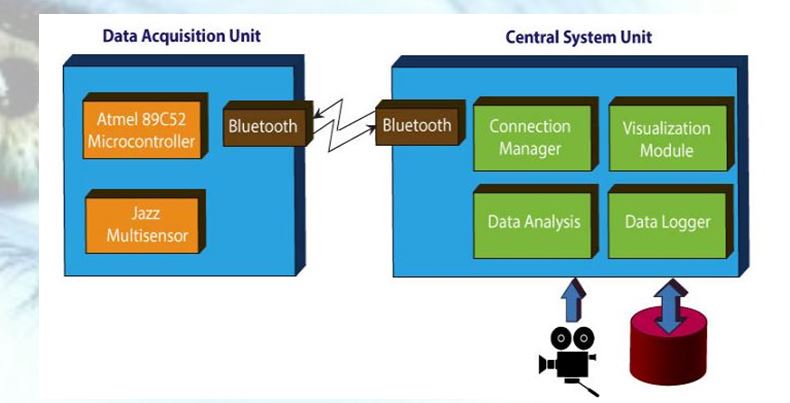 Data Acquisition Unit
Central System Unit
Atmel 89C52
Microcontroller
Bluetooth
Bluetooth
Connection
Manager
Visualization
Module
Jazz
Multisensor
Data Analysis
Data Logger